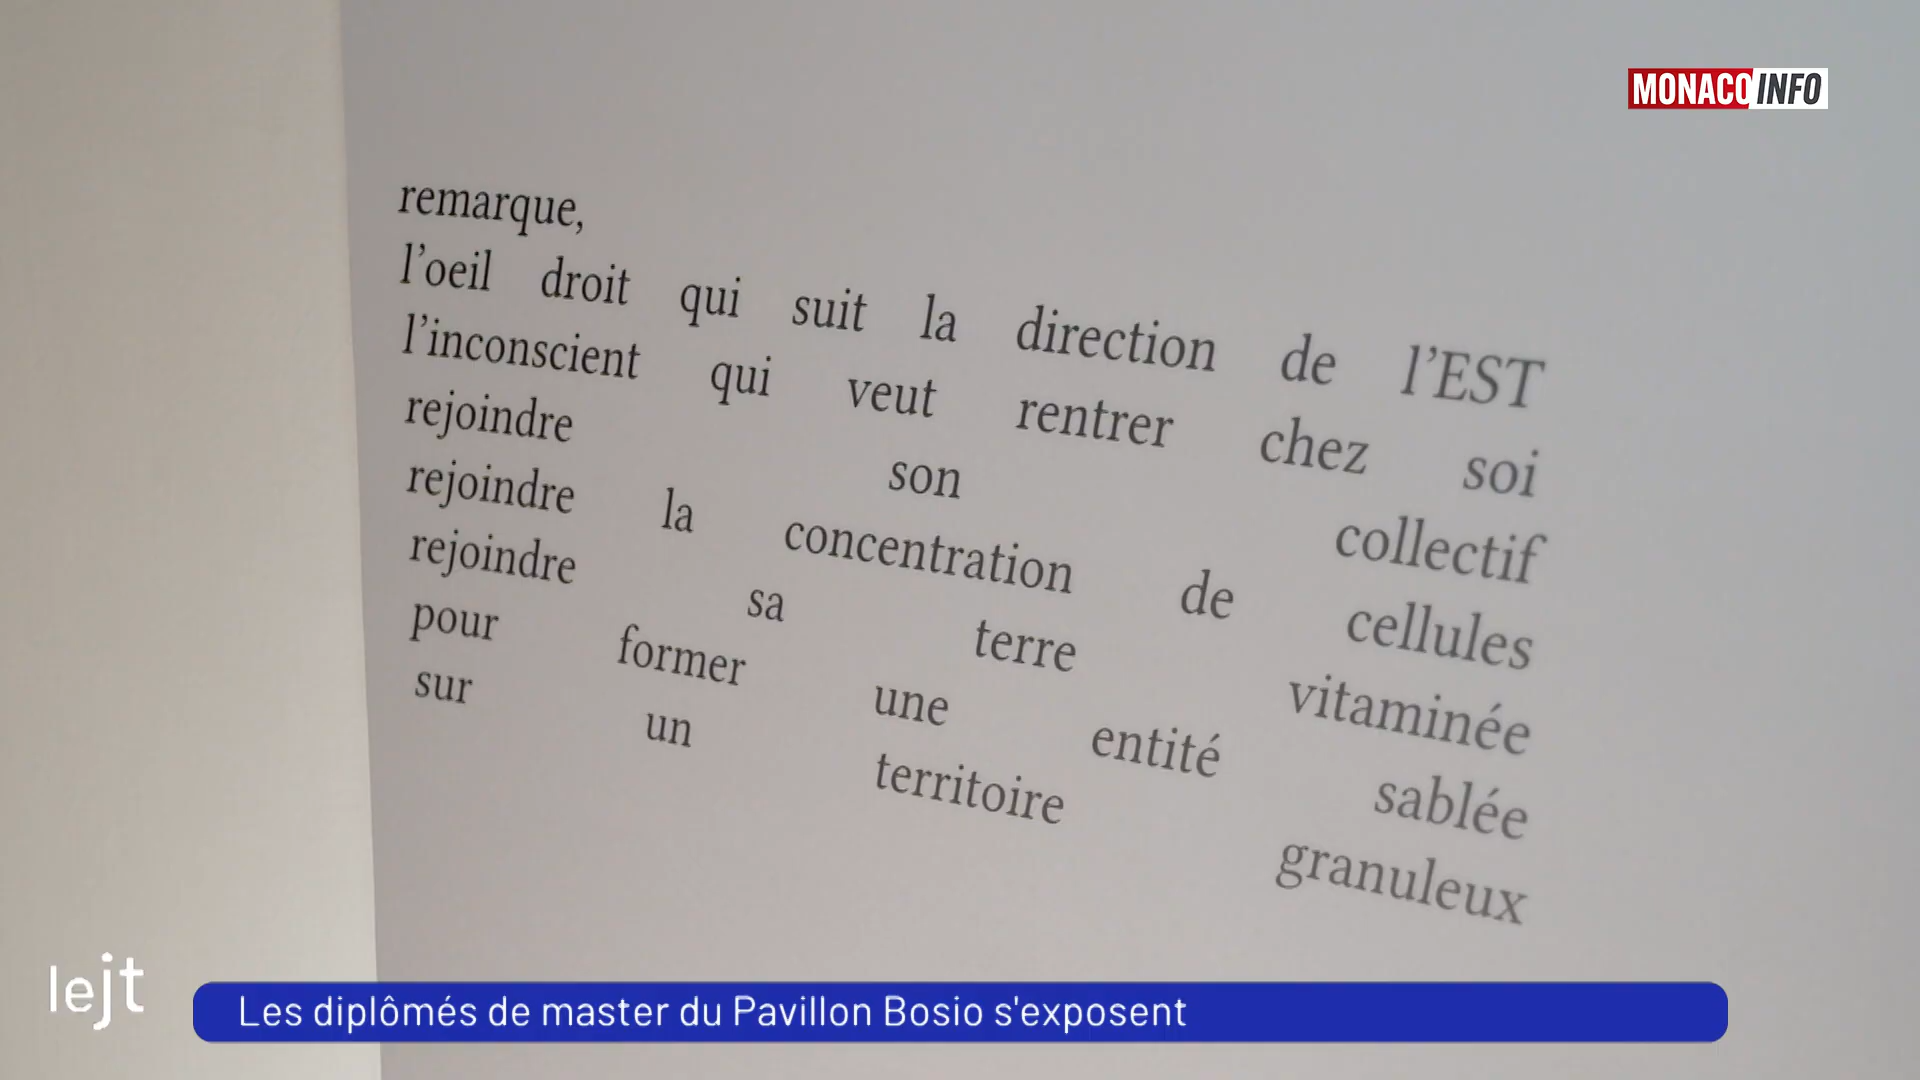 MONACOINFO
remarque,
l'oeil droit qui suit la direction de l'EST
l'inconscient qui veut rentrer chez soi
rejoindre son collectif
rejoindre la concentration de cellules
rejoindre sa terre vitaminée
pour former une entité sablée
sur un territoire granuleux
lejt
Les diplômés de master du Pavillon Bosio s'exposent